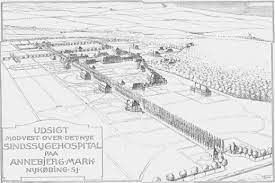 UDSIGT
MODVEST OVER DET NYE
SINDSSYGEHOSPITAL
PAA
ANNEBJERG MARK
NYKØBING SJ